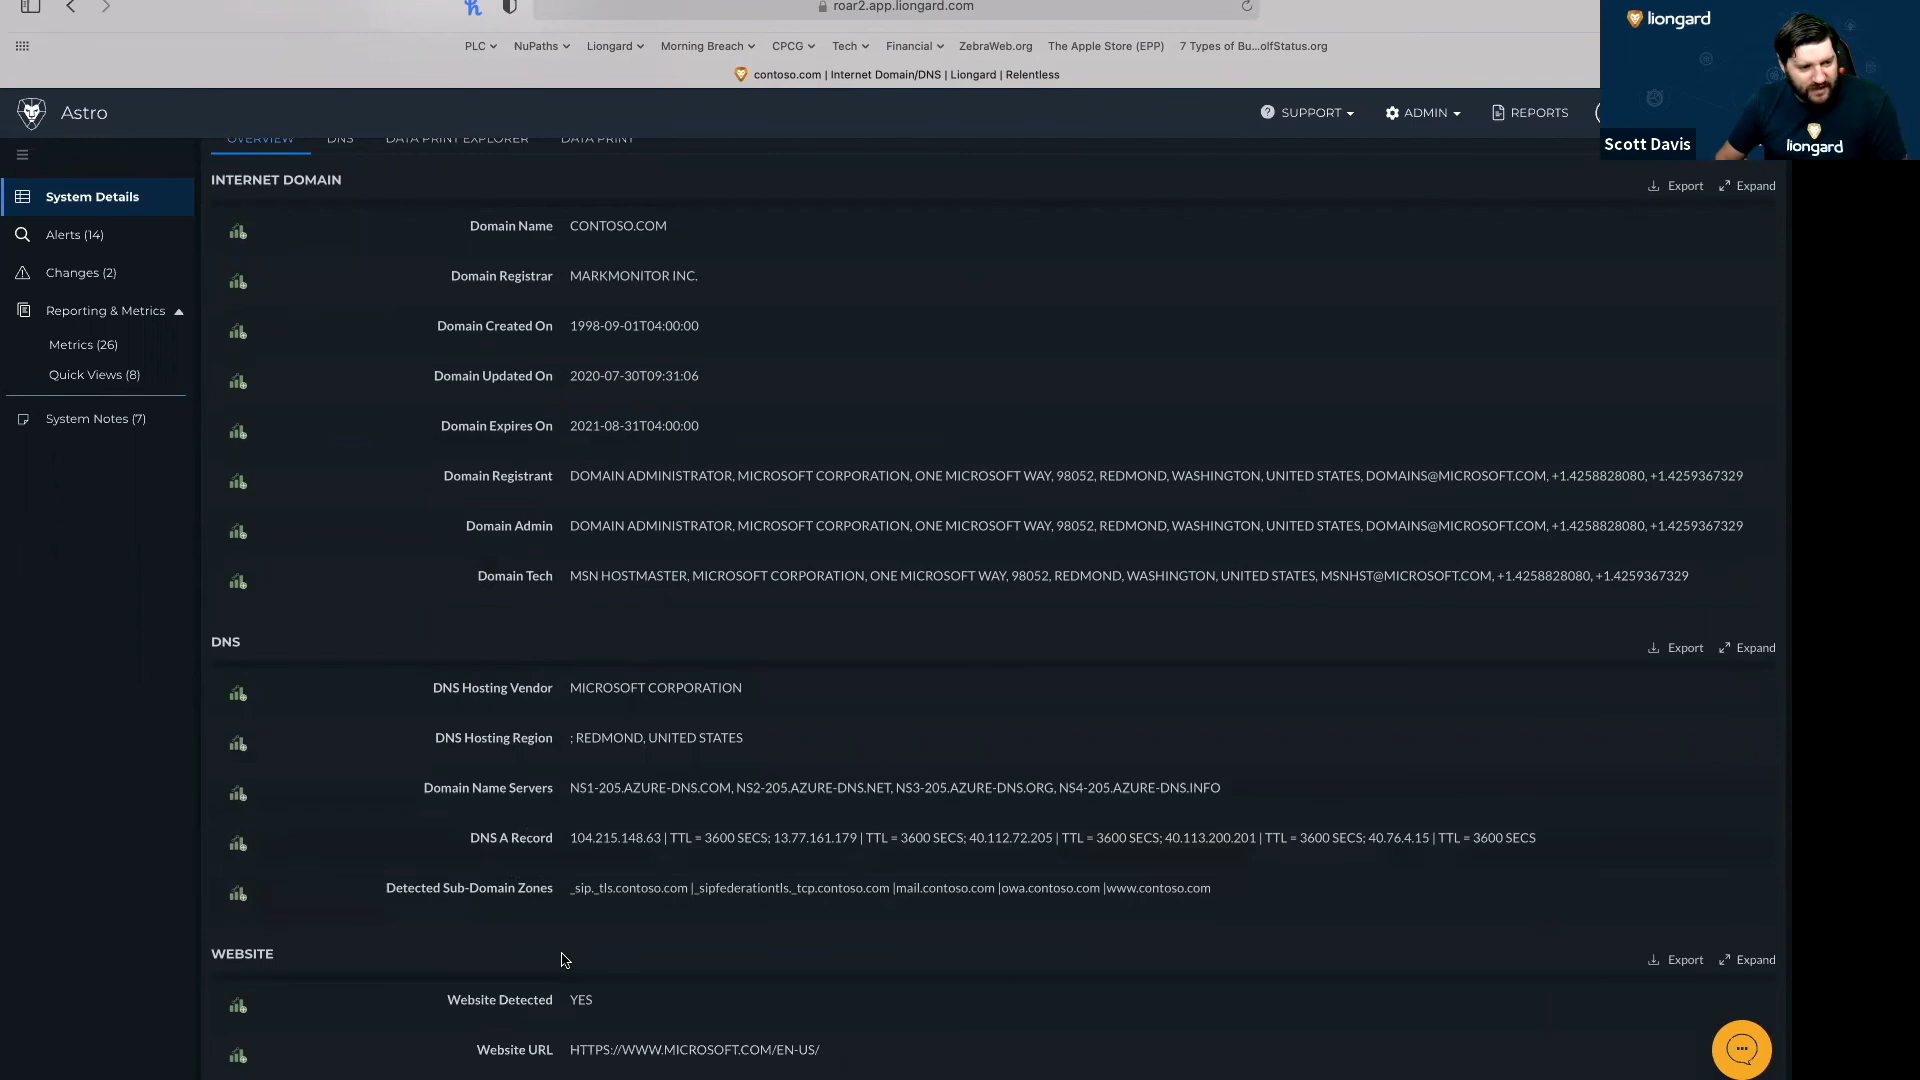 roar2.app.liongard.com
liongard
PLC NuPaths Liongard Morning Breach CPCG Tech Financial ZebraWeb.org The Apple Store (EPP) 7 Types of Bu...olfStatus.org
contoso.com | Internet Domain/DNS | Liongard | Relentless
Astro
SUPPORT ADMIN REPORTS
liongard
Scott Davis
OVERVIEW DNS DATA PRINT EXPLORER DATA PRINT
System Details
Alerts (14)
Changes (2)
Reporting & Metrics
Metrics (26)
Quick Views (8)
System Notes (7)
INTERNET DOMAIN Export Expand
Domain Name CONTOSO.COM
Domain Registrar MARKMONITOR INC.
Domain Created On 1998-09-01T04:00:00
Domain Updated On 2020-07-30T09:31:06
Domain Expires On 2021-08-31T04:00:00
Domain Registrant DOMAIN ADMINISTRATOR, MICROSOFT CORPORATION, ONE MICROSOFT WAY, 98052, REDMOND, WASHINGTON, UNITED STATES, DOMAINS@MICROSOFT.COM, +1.4258828080, +1.4259367329
Domain Admin DOMAIN ADMINISTRATOR, MICROSOFT CORPORATION, ONE MICROSOFT WAY, 98052, REDMOND, WASHINGTON, UNITED STATES, DOMAINS@MICROSOFT.COM, +1.4258828080, +1.4259367329
Domain Tech MSN HOSTMASTER, MICROSOFT CORPORATION, ONE MICROSOFT WAY, 98052, REDMOND, WASHINGTON, UNITED STATES, MSNHST@MICROSOFT.COM, +1.4258828080, +1.4259367329
DNS Export Expand
DNS Hosting Vendor MICROSOFT CORPORATION
DNS Hosting Region ; REDMOND, UNITED STATES
Domain Name Servers NS1-205.AZURE-DNS.COM, NS2-205.AZURE-DNS.NET, NS3-205.AZURE-DNS.ORG, NS4-205.AZURE-DNS.INFO
DNS A Record 104.215.148.63 | TTL = 3600 SECS; 13.77.161.179 | TTL = 3600 SECS; 40.112.72.205 | TTL = 3600 SECS; 40.113.200.201 | TTL = 3600 SECS; 40.76.4.15 | TTL = 3600 SECS
Detected Sub-Domain Zones _sip._tls.contoso.com |_sipfederationtls._tcp.contoso.com |mail.contoso.com |owa.contoso.com |www.contoso.com
WEBSITE Export Expand
Website Detected YES
Website URL HTTPS://WWW.MICROSOFT.COM/EN-US/